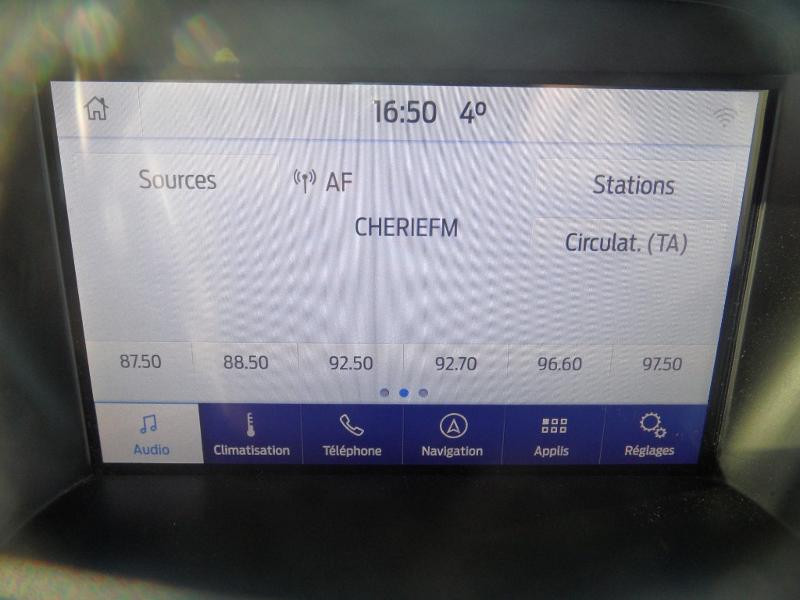 16:50 4º
Sources AF Stations
CHERIEFM
Circulat. (TA)
87.50 88.50 92.50 92.70 96.60 97.50
Audio Climatisation Téléphone Navigation Applis Réglages